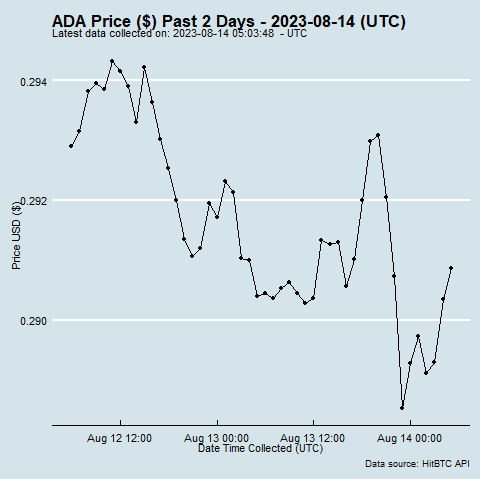 ADA Price ($) Past 2 Days - 2023-08-14 (UTC)
Latest data collected on: 2023-08-14 05:03:48  - UTC
0.294
0.292
0.290
Price USD ($)
Aug 12 12:00 Aug 13 00:00 Aug 13 12:00 Aug 14 00:00
Date Time Collected (UTC)
Data source: HitBTC API